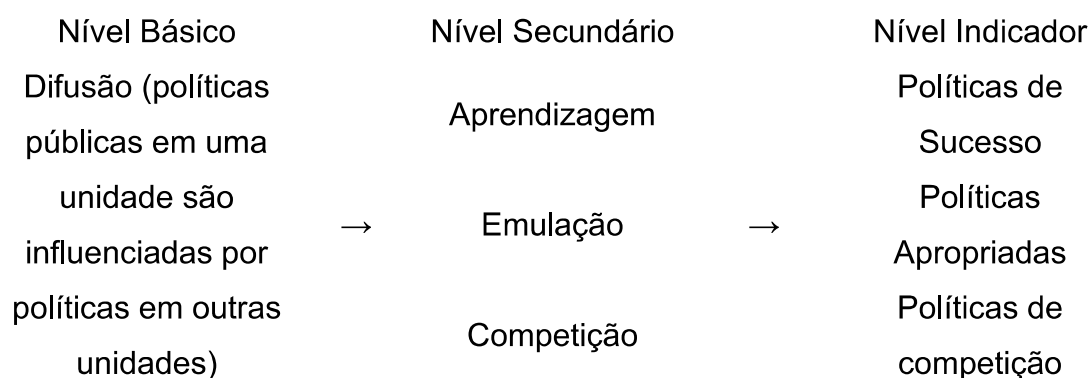 Nível Básico
Difusão (políticas
públicas em uma
unidade são
influenciadas por
políticas em outras
unidades)
→
Nível Secundário
Aprendizagem
Emulação
Competição
→
Nível Indicador
Políticas de
Sucesso
Políticas
Apropriadas
Políticas de
competição